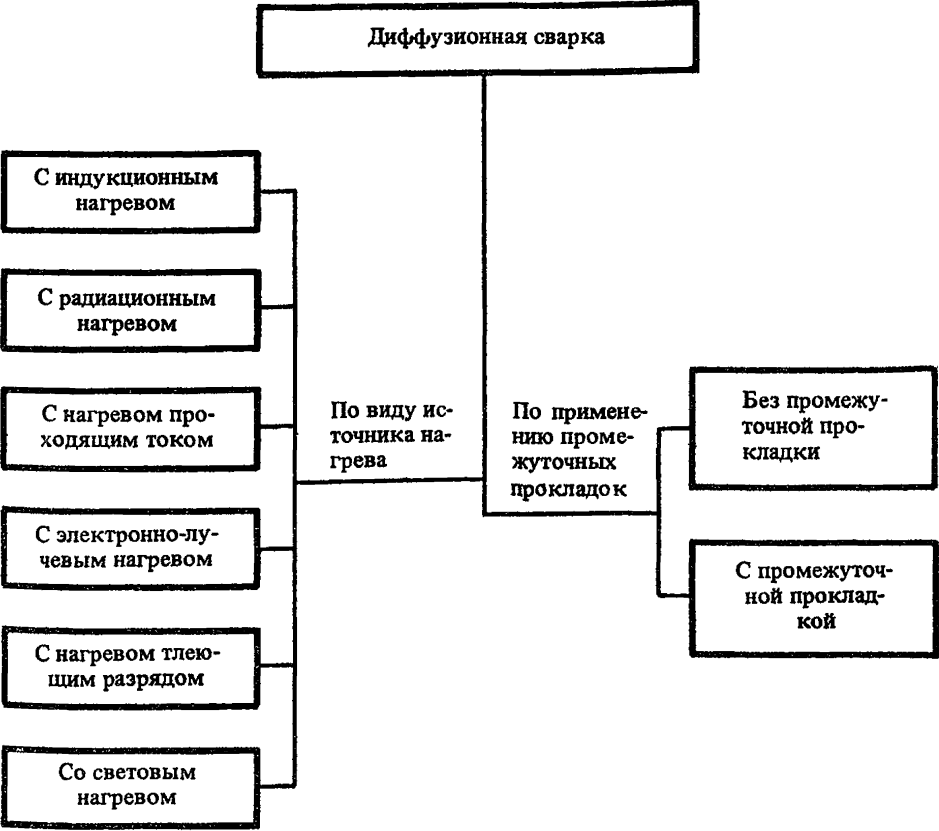 Диффузионная сварка
С индукционным
нагревом
С радиационным
нагревом
С нагревом про-
ходящим током
С электронно-лу-
чевым нагревом
С нагревом тлею-
щим разрядом
Со световым
нагревом
По виду ис-
точника на-
грева
По примене-
нию проме-
жуточных
прокладок
Без промежу-
точной про-
кладки
С промежуточ-
ной проклад-
кой